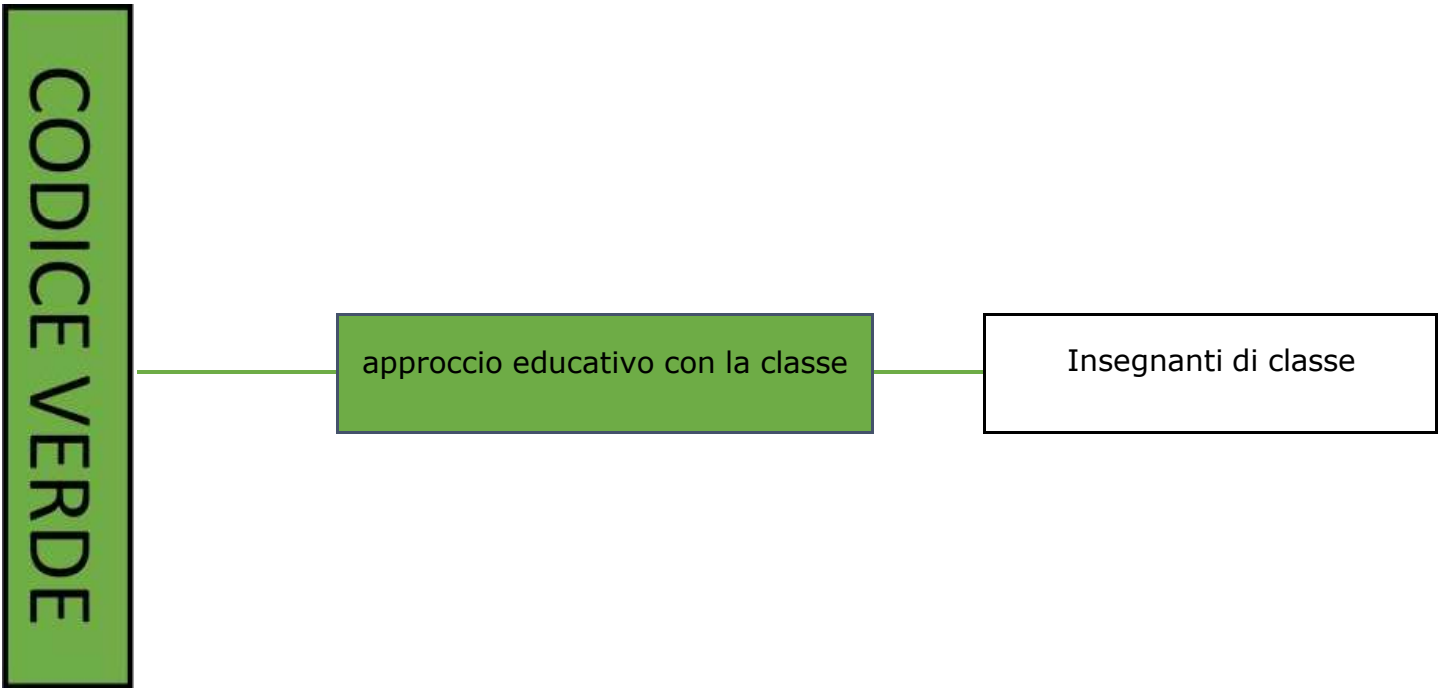 CODICE VERDE
approccio educativo con la classe
Insegnanti di classe